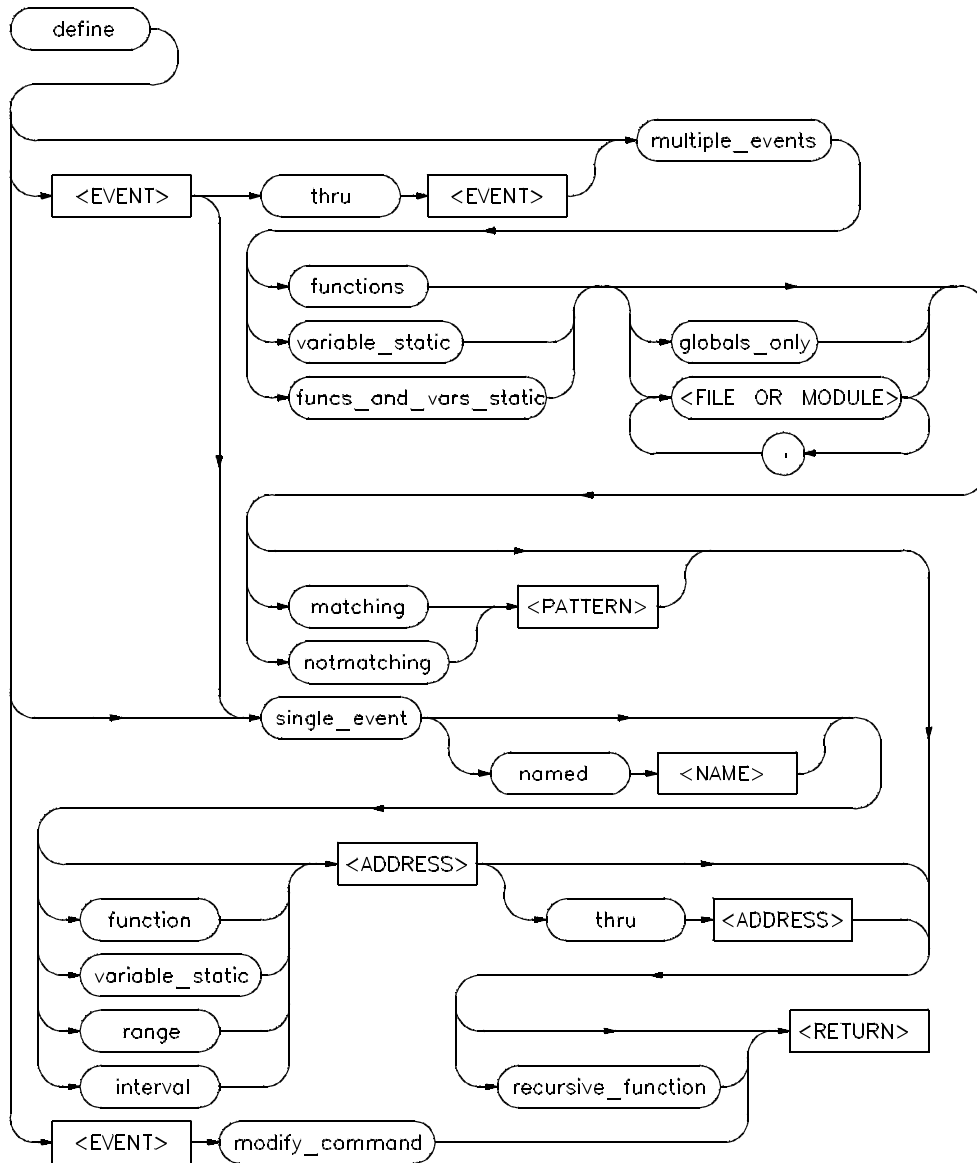 define
multiple_events
<EVENT> thru <EVENT>
functions
variable_static globals_only
funcs_and_vars_static <FILE OR MODULE>
,
matching <PATTERN>
notmatching
single_event
named <NAME>
<ADDRESS>
function thru <ADDRESS>
variable_static
range <RETURN>
interval recursive_function
<EVENT> modify_command